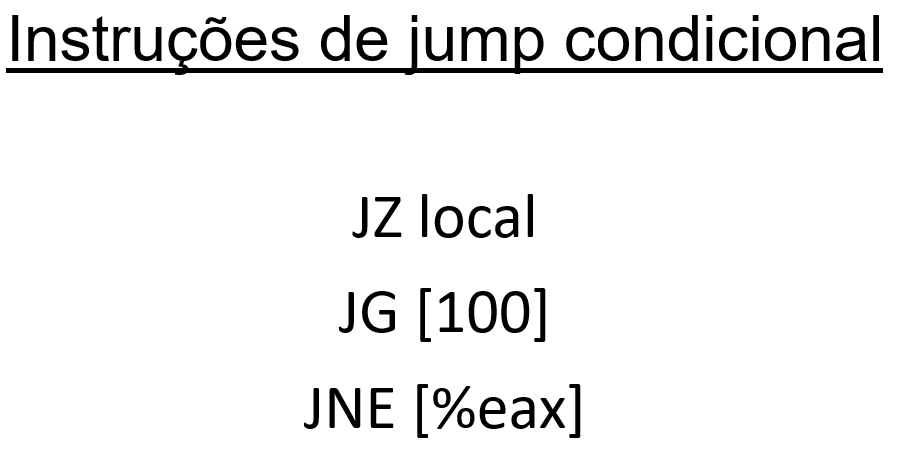 Instruções de jump condicional
JZ local
JG [100]
JNE [%eax]